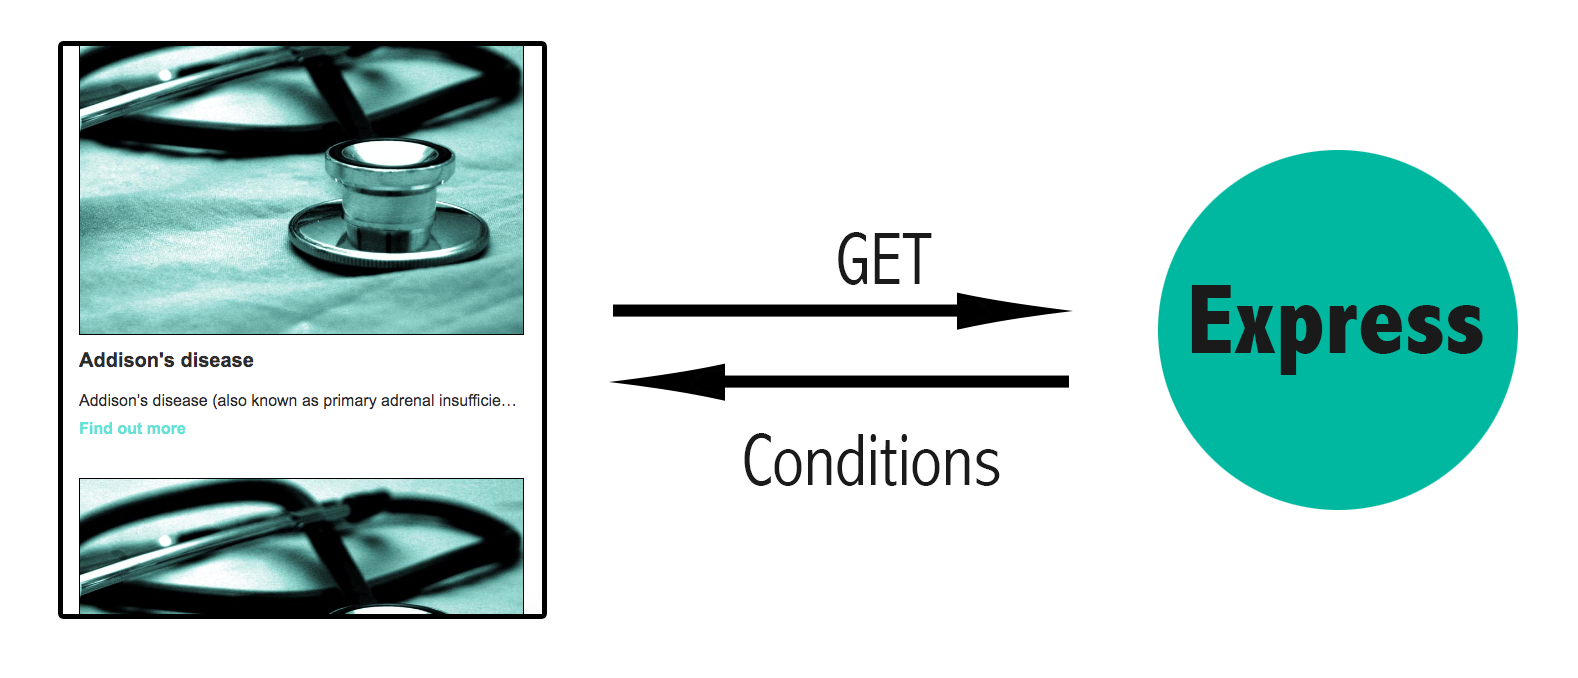 Addison's disease
Addison's disease (also known as primary adrenal insufficie…
Find out more
GET
Conditions
Express